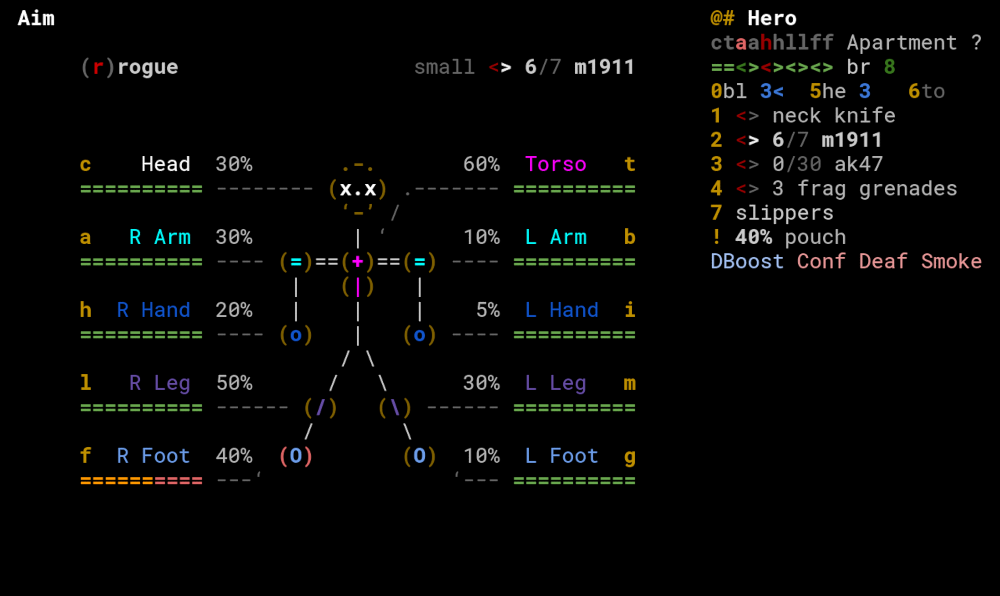 Aim
(r)rogue small <> 6/7 m1911
c Head 30% .-. 60% Torso t
========== -------- (x.x) .------- ==========
‘-’ /
a R Arm 30% | ‘ 10% L Arm b
========== ---- (=)==(+)==(=) ---- ==========
| (|) |
h R Hand 20% | | | 5% L Hand i
========== ---- (o) | (o) ---- ==========
/ \
l R Leg 50% / \ 30% L Leg m
========== ------ (/) (\) ------ ==========
/ \
f R Foot 40% (O) (O) 10% L Foot g
========== ---‘ ‘--- ==========
@# Hero
ctaahhllff Apartment ?
==<><><><> br 8
0bl 3< 5he 3 6to
1 <> neck knife
2 <> 6/7 m1911
3 <> 0/30 ak47
4 <> 3 frag grenades
7 slippers
! 40% pouch
DBoost Conf Deaf Smoke